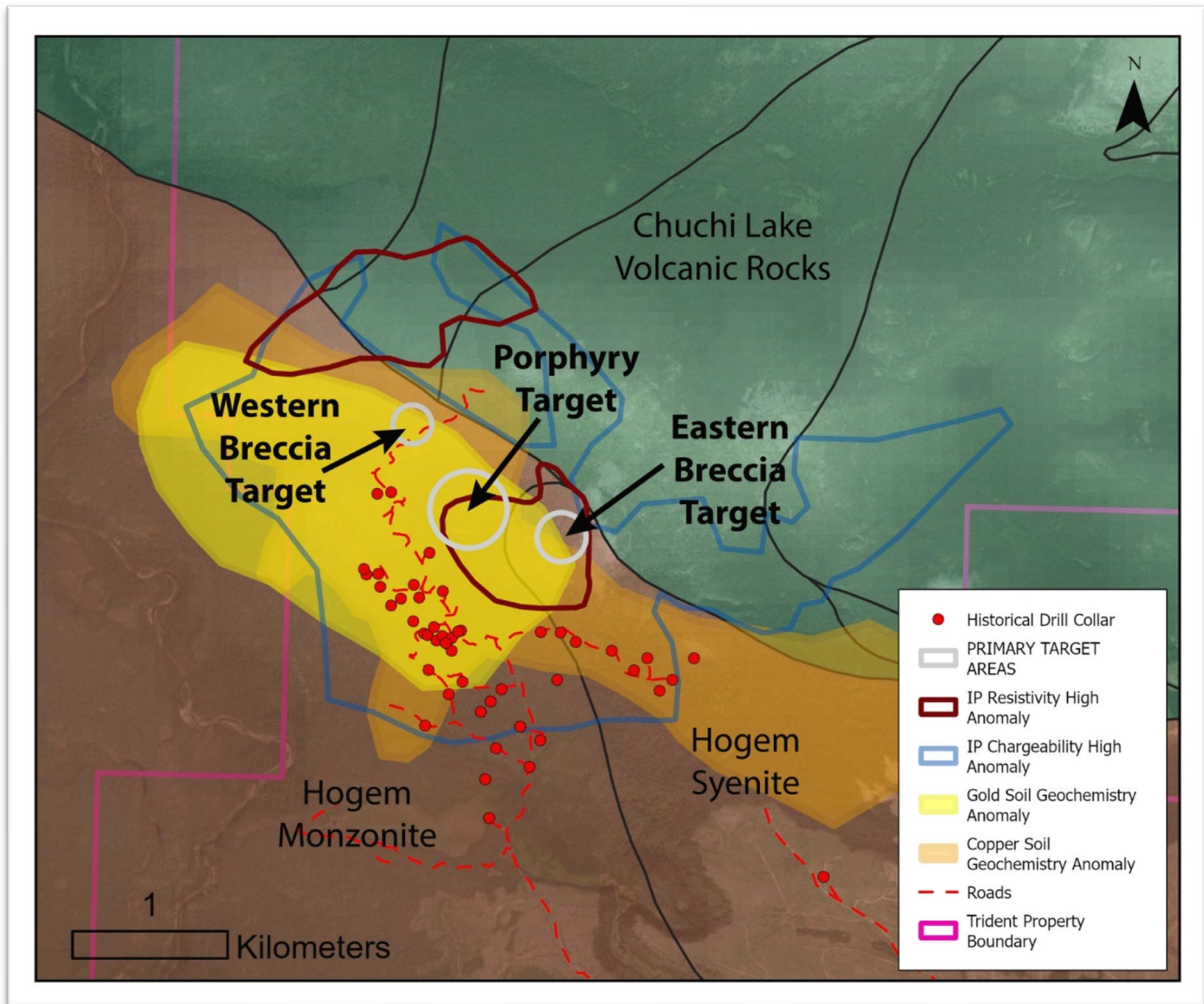 N
Chuchi Lake
Volcanic Rocks
Porphyry
Target
Western
Breccia
Target
Eastern
Breccia
Target
Hogem
Syenite
Hogem
Monzonite
1
Kilometers
Historical Drill Collar
PRIMARY TARGET
AREAS
IP Resistivity High
Anomaly
IP Chargeability High
Anomaly
Gold Soil Geochemistry
Anomaly
Copper Soil
Geochemistry Anomaly
Roads
Trident Property
Boundary